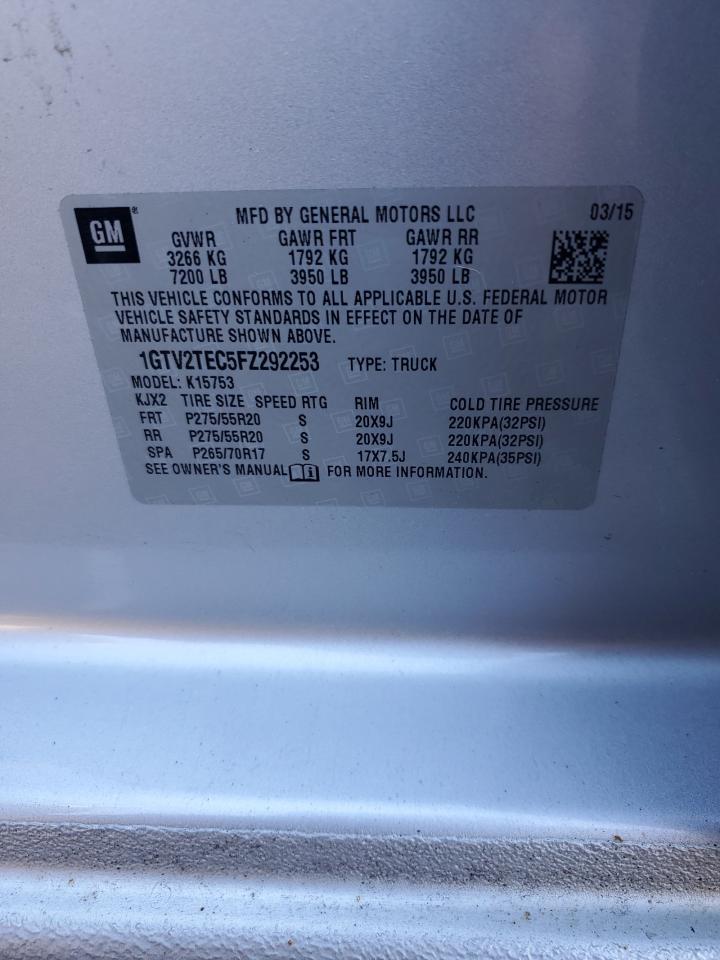 GM ® MFD BY GENERAL MOTORS LLC 03/15
GVWR GAWR FRT GAWR RR
3266 KG 1792 KG 1792 KG
7200 LB 3950 LB 3950 LB
THIS VEHICLE CONFORMS TO ALL APPLICABLE U.S. FEDERAL MOTOR
VEHICLE SAFETY STANDARDS IN EFFECT ON THE DATE OF
MANUFACTURE SHOWN ABOVE.
1GTV2TEC5FZ292253 TYPE: TRUCK
MODEL: K15753
KJX2 TIRE SIZE SPEED RTG RIM COLD TIRE PRESSURE
FRT P275/55R20 S 20X9J 220KPA(32PSI)
RR P275/55R20 S 20X9J 220KPA(32PSI)
SPA P265/70R17 S 17X7.5J 240KPA(35PSI)
SEE OWNER'S MANUAL FOR MORE INFORMATION.